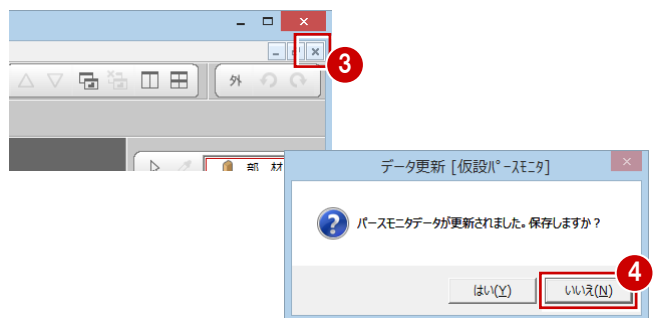 3
外
部 材
データ更新 [仮設ﾊﾟｰｽﾓﾆﾀ]
パースモニタデータが更新されました。保存しますか？
4
はい(Y)
いいえ(N)